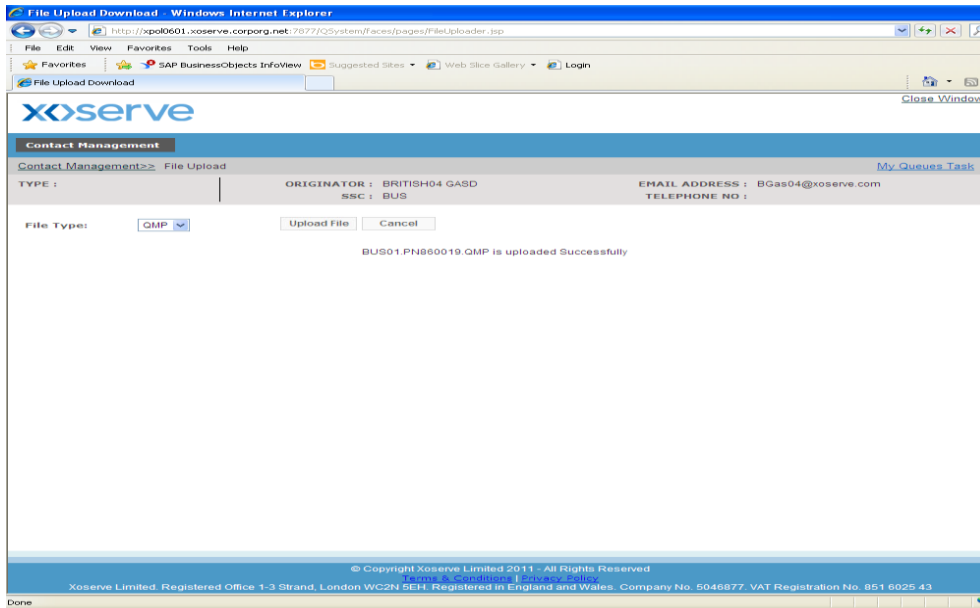 File Upload Download - Windows Internet Explorer
http://xpol0601.xoserve.corporg.net:7877/QSystem/faces/pages/FileUploader.jsp
File Edit View Favorites Tools Help
Favorites SAP BusinessObjects InfoView Suggested Sites Web Slice Gallery Login
File Upload Download
Close Window
xoserve
Contact Management
Contact Management>> File Upload My Queues Task
TYPE : ORIGINATOR : BRITISH04 GASD EMAIL ADDRESS : BGas04@xoserve.com
SSC : BUS TELEPHONE NO :
File Type: QMP Upload File Cancel
BUS01.PN860019.QMP is uploaded Successfully
© Copyright Xoserve Limited 2011 - All Rights Reserved
Terms & Conditions | Privacy Policy
Xoserve Limited. Registered Office 1-3 Strand, London WC2N 5EH. Registered in England and Wales. Company No. 5046877. VAT Registration No. 851 6025 43
Done